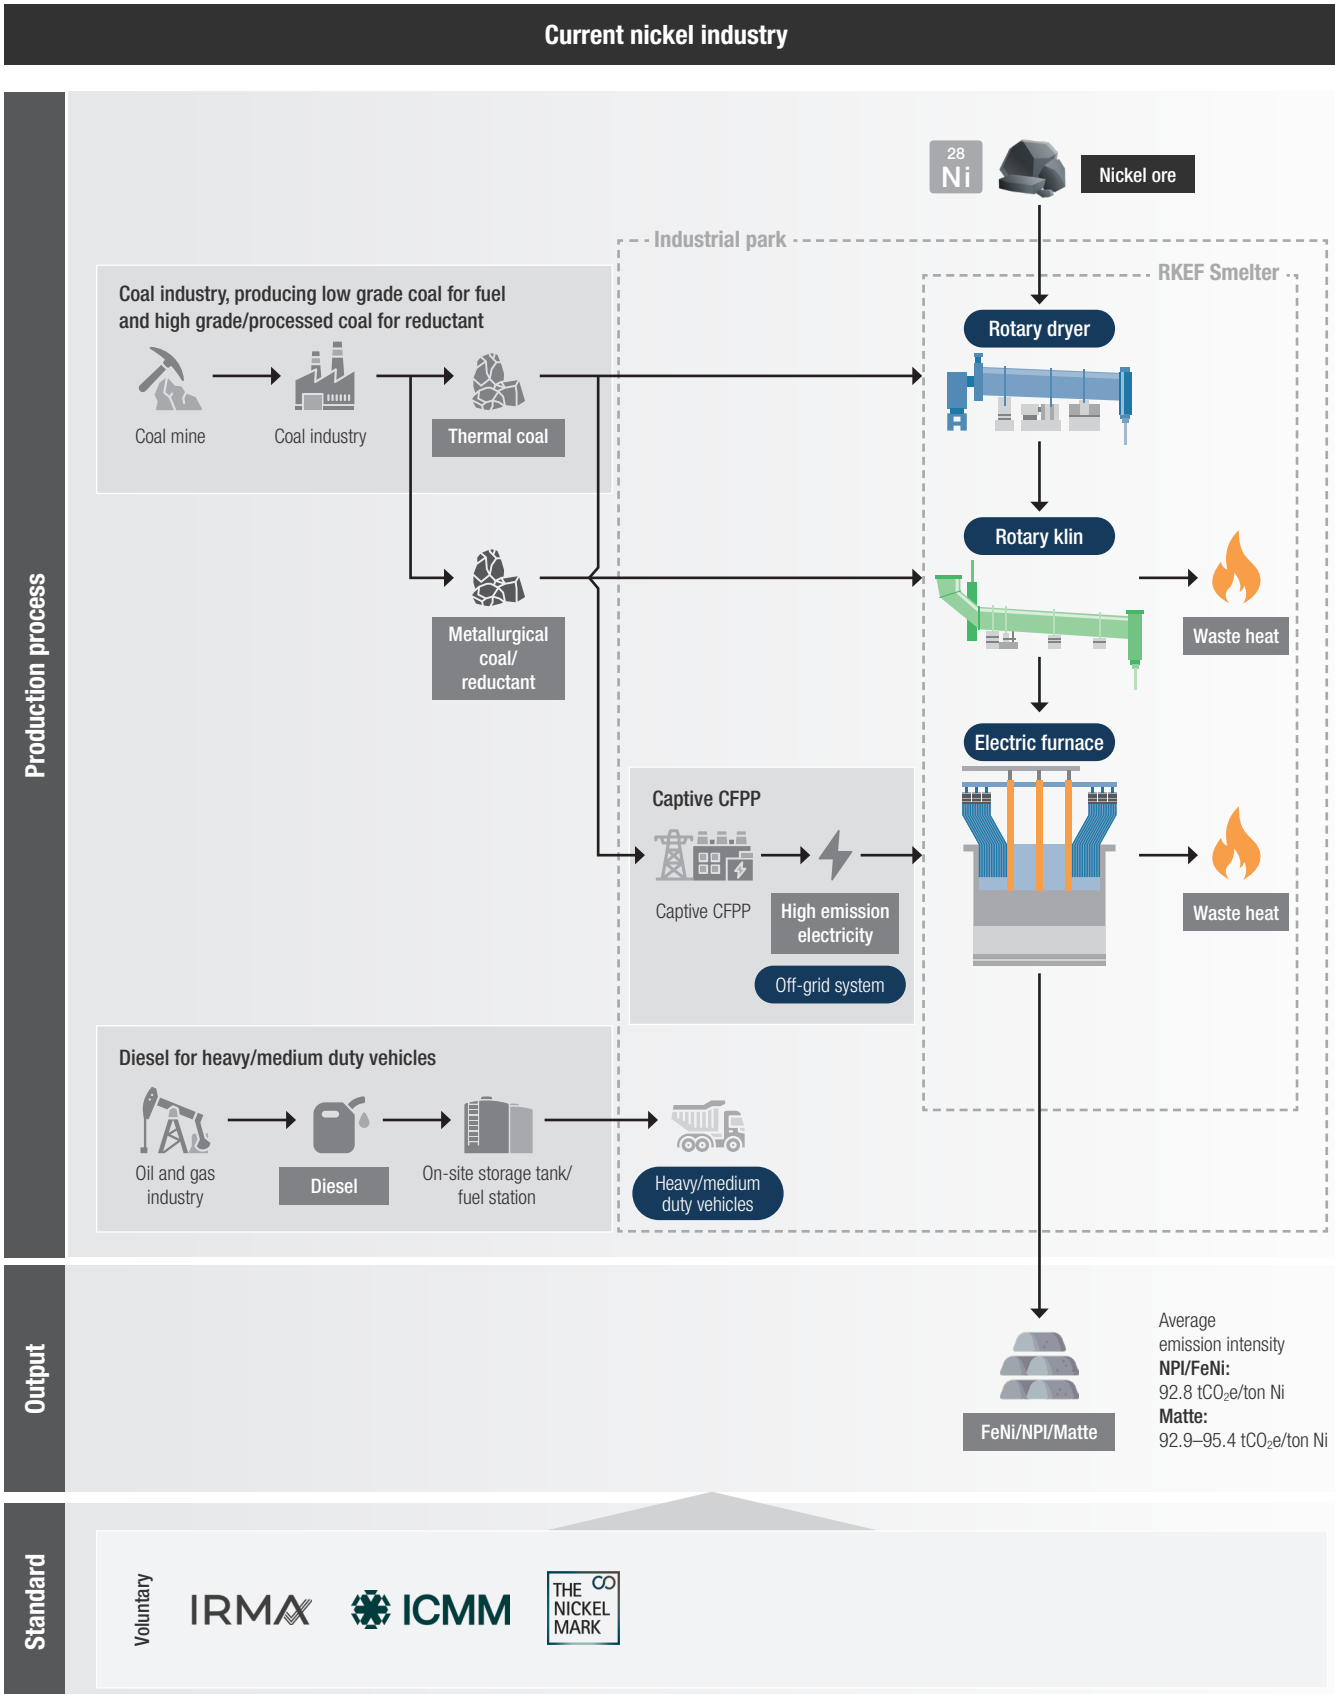 Current nickel industry
Production process
28
Ni
Nickel ore
Industrial park
RKEF Smelter
Coal industry, producing low grade coal for fuel
and high grade/processed coal for reductant
Coal mine
Coal industry
Thermal coal
Rotary dryer
Metallurgical
coal/
reductant
Rotary klin
Waste heat
Electric furnace
Captive CFPP
Captive CFPP
High emission
electricity
Off-grid system
Waste heat
Diesel for heavy/medium duty vehicles
Oil and gas
industry
Diesel
On-site storage tank/
fuel station
Heavy/medium
duty vehicles
Output
FeNi/NPI/Matte
Average
emission intensity
NPI/FeNi:
92.8 tCO₂e/ton Ni
Matte:
92.9–95.4 tCO₂e/ton Ni
Standard
Voluntary
IRMA
ICMM
THE
NICKEL
MARK